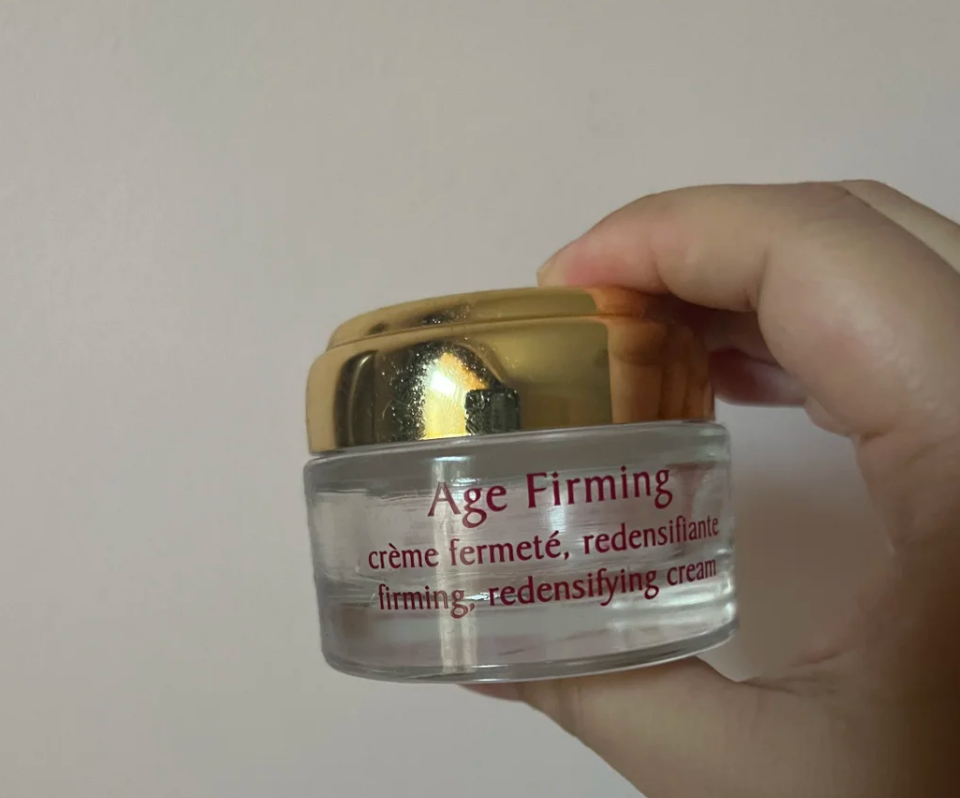 Age Firming
crème fermeté, redensifiante
firming, redensifying cream